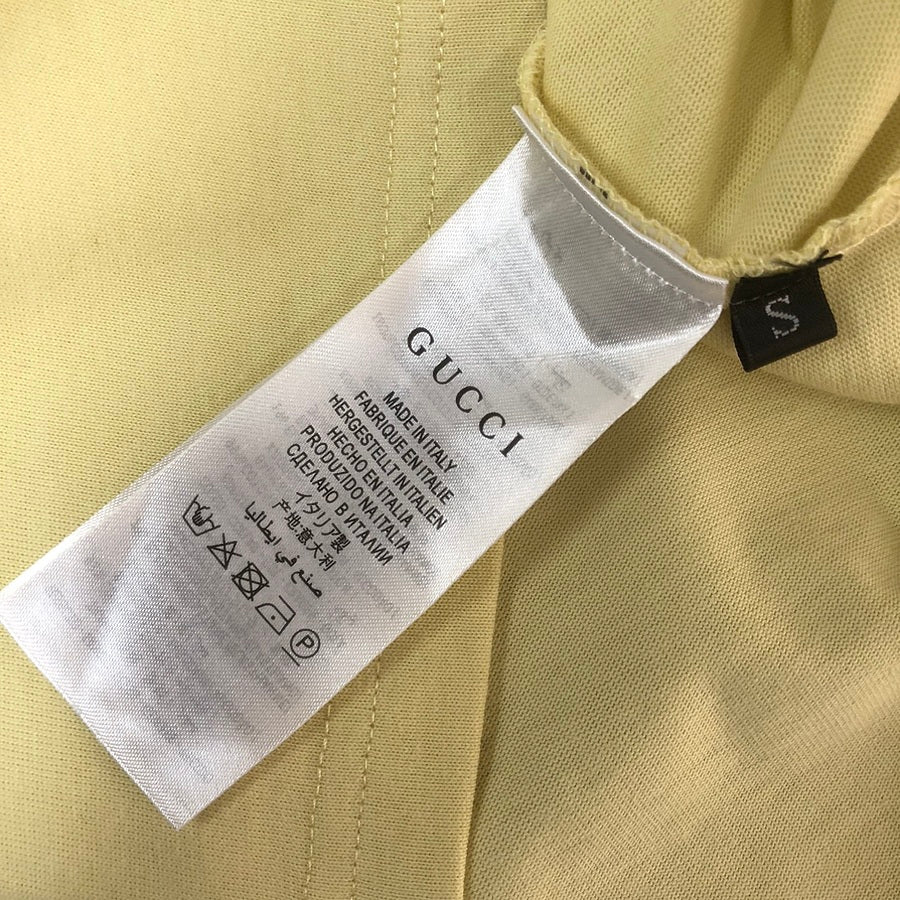 GUCCI
MADE IN ITALY
FABRIQUE EN ITALIE
HERGESTELLT IN ITALIEN
HECHO EN ITALIA
PRODUZIDO NA ITALIA
СДЕЛАНО В ИТАЛИИ
イタリア製
产地:意大利
صنع في ايطاليا
P
S